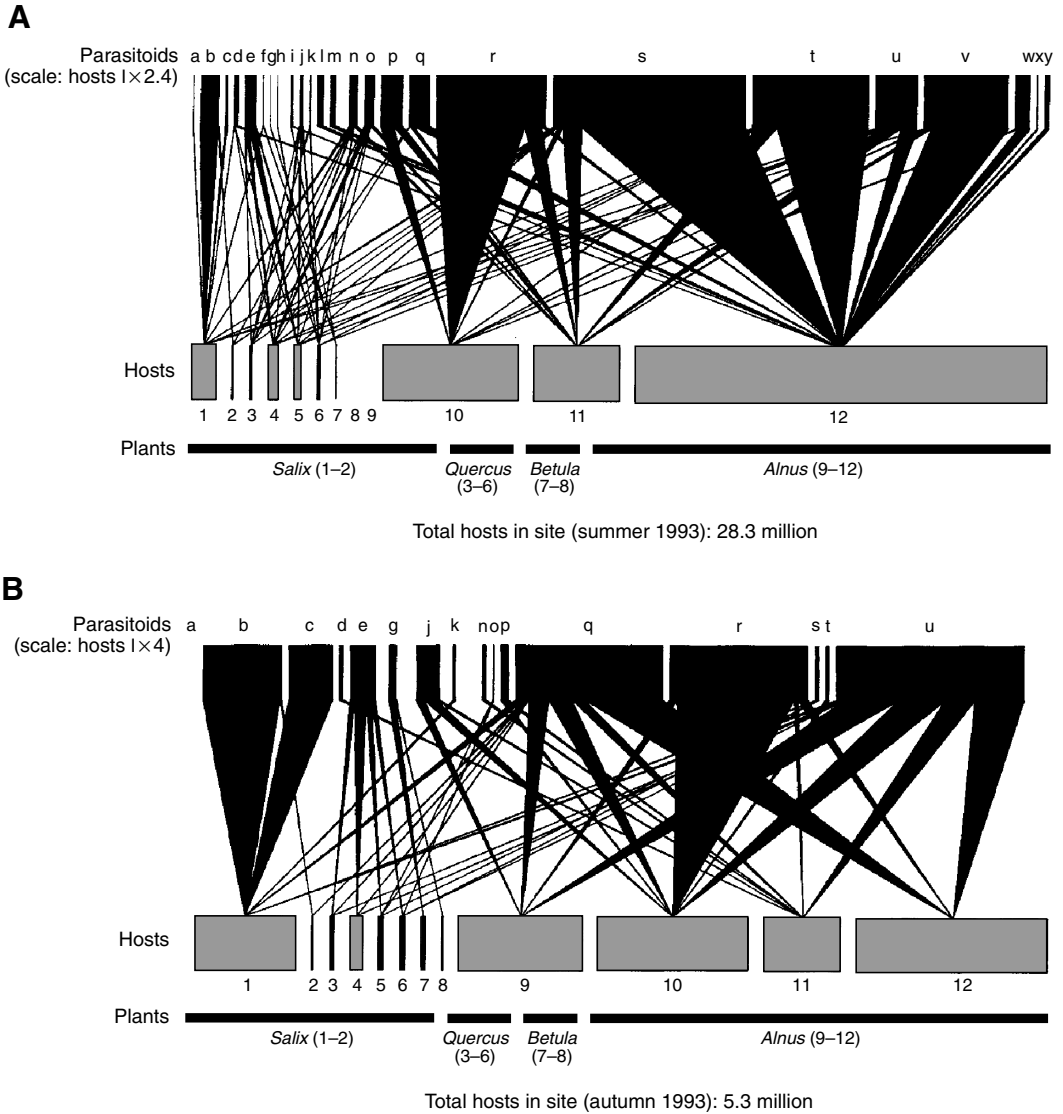 A
Parasitoids a b c d e f g h i j k l m n o p q r s t u v w x y
(scale: hosts l×2.4)
Hosts
1 2 3 4 5 6 7 8 9 10 11 12
Plants
Salix (1–2) Quercus Betula Alnus (9–12)
(3–6) (7–8)
Total hosts in site (summer 1993): 28.3 million
B
Parasitoids a b c d e g j k n o p q r s t u
(scale: hosts l×4)
Hosts
1 2 3 4 5 6 7 8 9 10 11 12
Plants
Salix (1–2) Quercus Betula Alnus (9–12)
(3–6) (7–8)
Total hosts in site (autumn 1993): 5.3 million